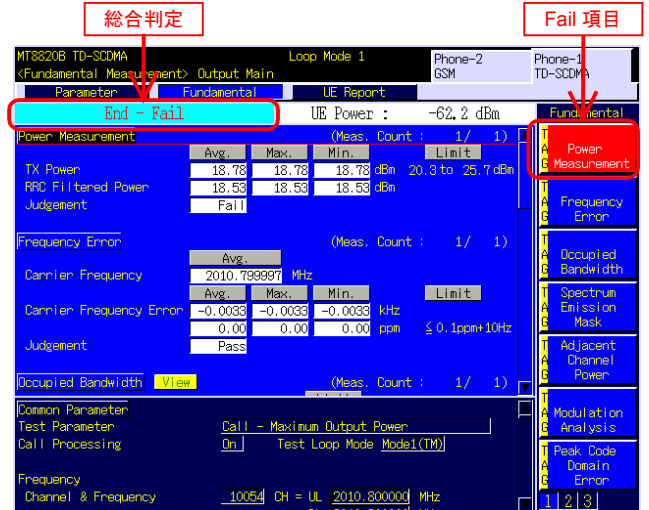 総合判定
Fail 項目
MT8820B TD-SCDMA Loop Mode 1 Phone-2 Phone-1
<Fundamental Measurement> Output Main GSM TD-SCDMA
Parameter Fundamental UE Report
End - Fail UE Power : -62.2 dBm Fundamental
Power Measurement (Meas. Count : 1/ 1)
Avg. Max. Min. Limit
TX Power 18.78 18.78 18.78 dBm 20.3 to 25.7 dBm
RRC Filtered Power 18.53 18.53 18.53 dBm
Judgement Fail
Frequency Error (Meas. Count : 1/ 1)
Avg.
Carrier Frequency 2010.799997 MHz
Avg. Max. Min. Limit
Carrier Frequency Error -0.0033 -0.0033 -0.0033 kHz
0.00 0.00 0.00 ppm ≦ 0.1ppm+10Hz
Judgement Pass
Occupied Bandwidth View (Meas. Count : 1/ 1)
Common Parameter
Test Parameter Call - Maximum Output Power
Call Processing On Test Loop Mode Mode1(TM)
Frequency
Channel & Frequency 10054 CH = UL 2010.800000 MHz
TAG Power
Measurement
TAG Frequency
Error
TAG Occupied
Bandwidth
TAG Spectrum
Emission
Mask
TAG Adjacent
Channel
Power
TAG Modulation
Analysis
TAG Peak Code
Domain
Error
1 2 3